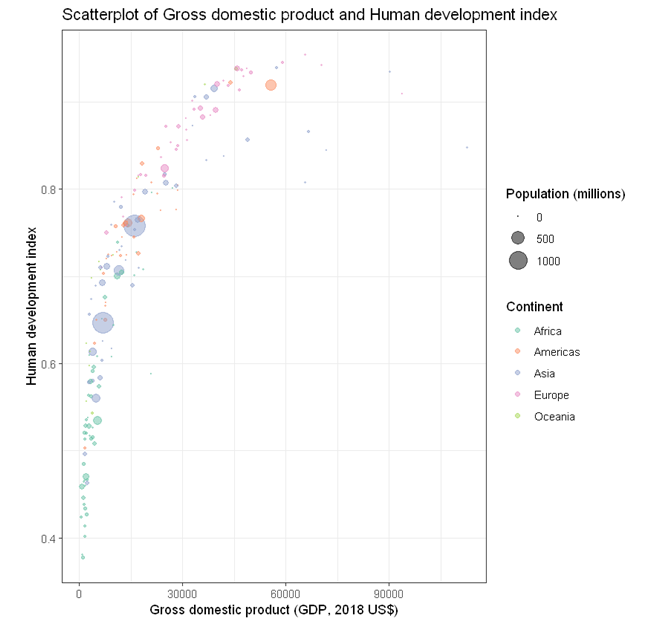 Scatterplot of Gross domestic product and Human development index
Human development index
0.8
0.6
0.4
0
30000
60000
90000
Gross domestic product (GDP, 2018 US$)
Population (millions)
0
500
1000
Continent
Africa
Americas
Asia
Europe
Oceania